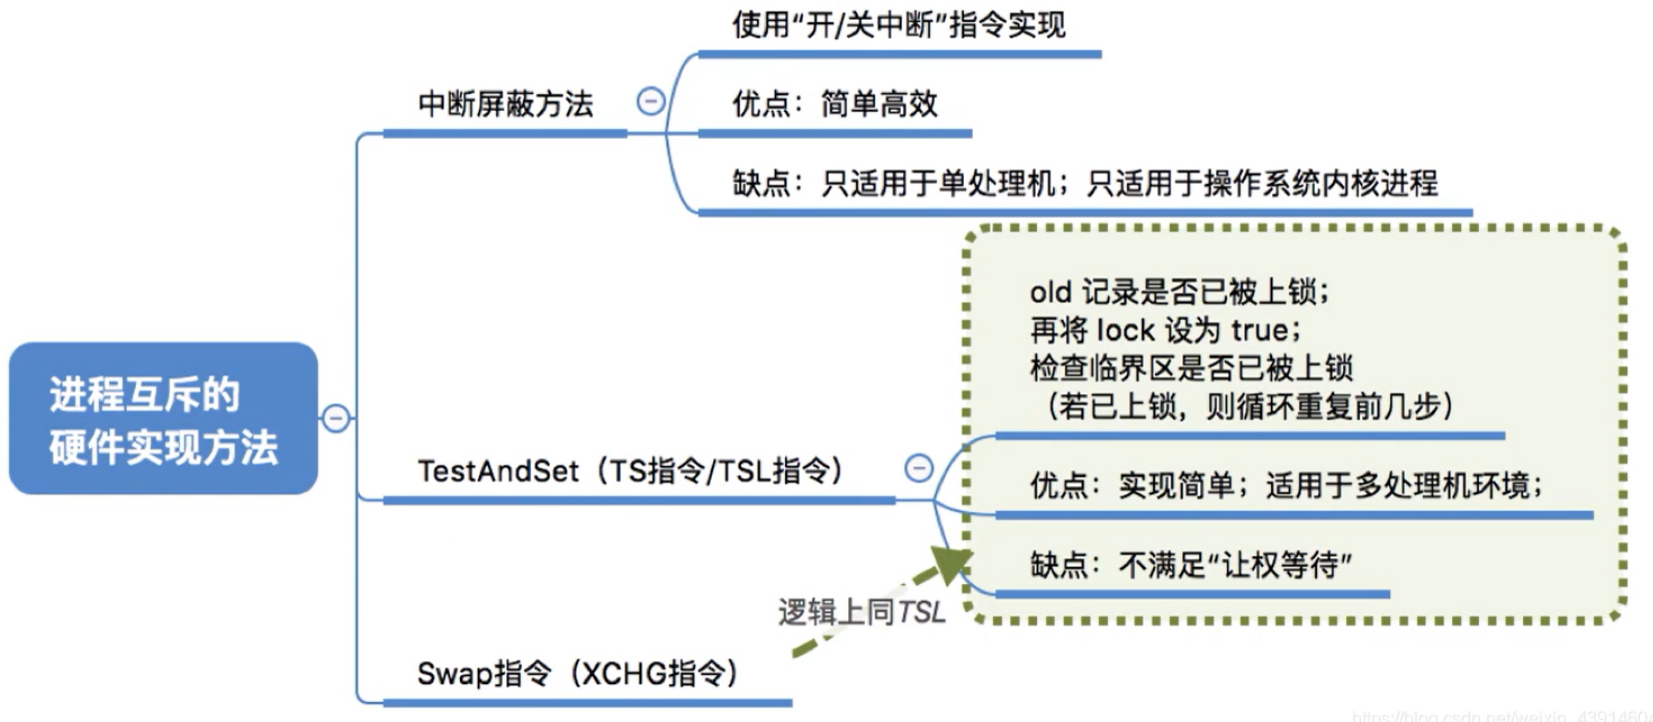 使用“开/关中断”指令实现
中断屏蔽方法
优点：简单高效
缺点：只适用于单处理机；只适用于操作系统内核进程
进程互斥的
硬件实现方法
old 记录是否已被上锁；
再将 lock 设为 true；
检查临界区是否已被上锁
（若已上锁，则循环重复前几步）
TestAndSet（TS指令/TSL指令）
优点：实现简单；适用于多处理机环境；
缺点：不满足“让权等待”
逻辑上同TSL
Swap指令（XCHG指令）